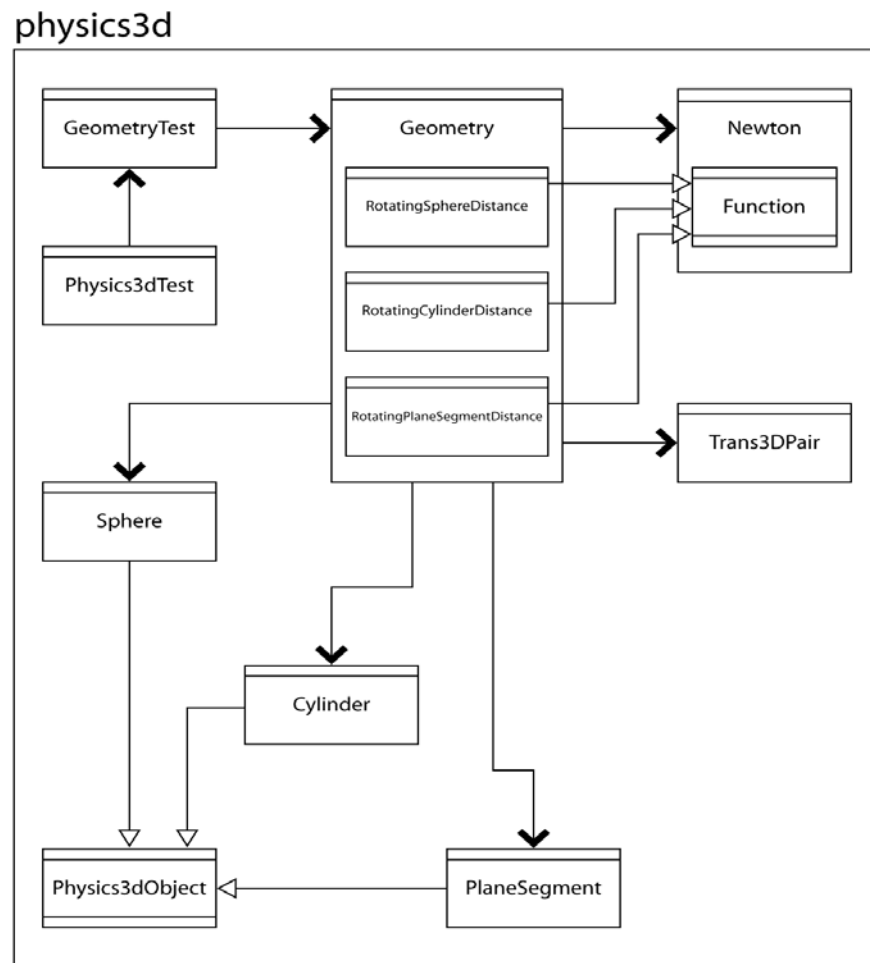 physics3d
GeometryTest
Geometry
Newton
RotatingSphereDistance
Function
Physics3dTest
RotatingCylinderDistance
RotatingPlaneSegmentDistance
Trans3DPair
Sphere
Cylinder
Physics3dObject
PlaneSegment